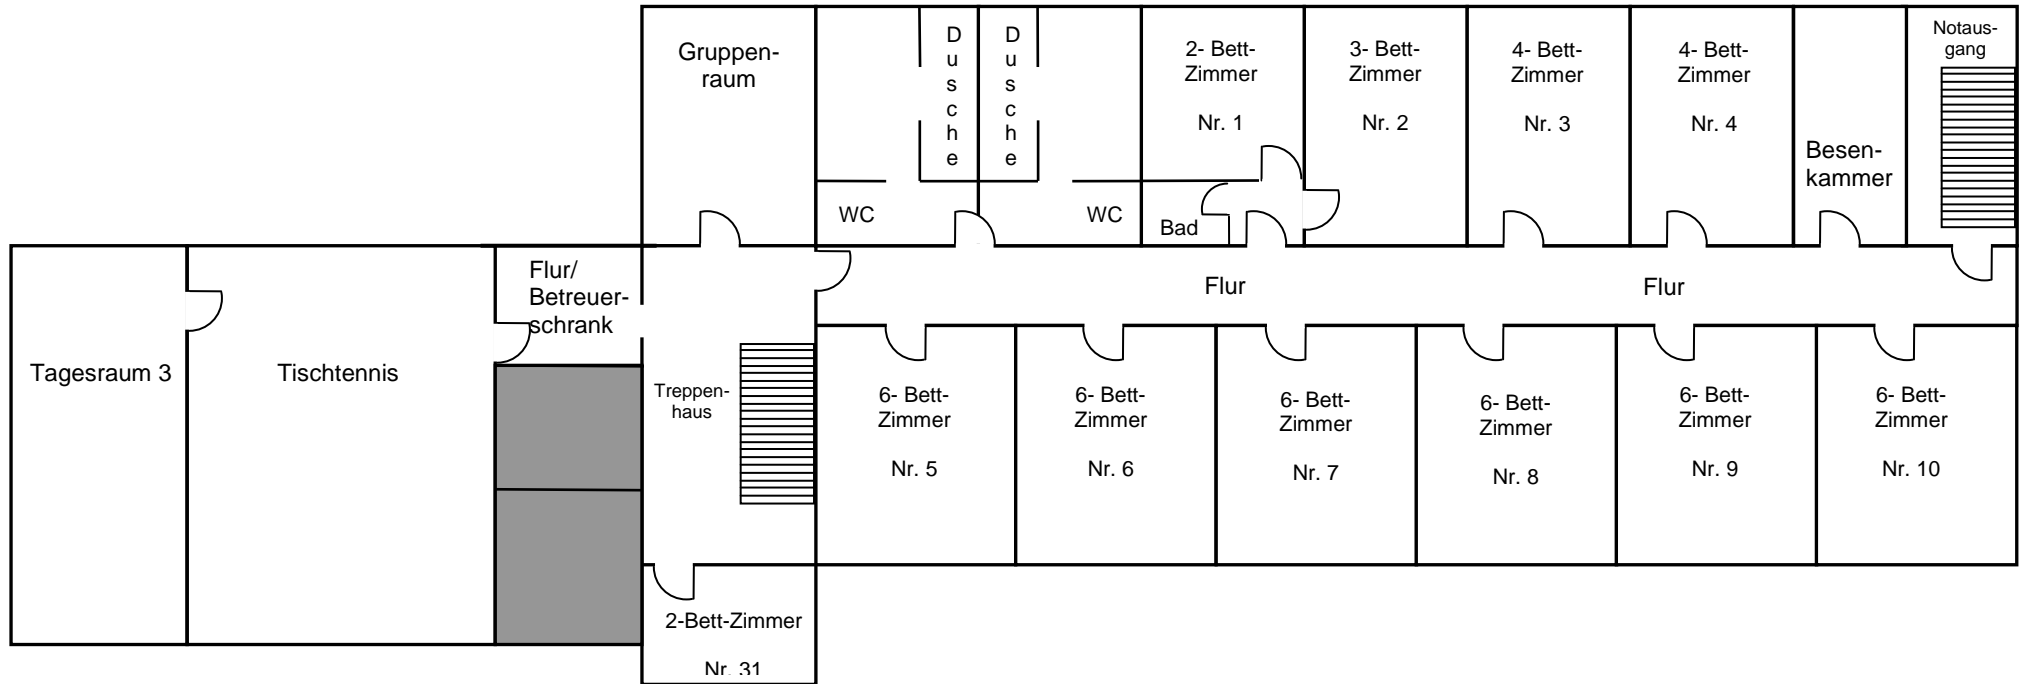 Gruppen-
raum
D
u
s
c
h
e
D
u
s
c
h
e
WC
WC
2- Bett-
Zimmer
Nr. 1
Bad
3- Bett-
Zimmer
Nr. 2
4- Bett-
Zimmer
Nr. 3
4- Bett-
Zimmer
Nr. 4
Besen-
kammer
Notaus-
gang
Flur/
Betreuer-
schrank
Flur
Flur
Tagesraum 3
Tischtennis
Treppen-
haus
6- Bett-
Zimmer
Nr. 5
6- Bett-
Zimmer
Nr. 6
6- Bett-
Zimmer
Nr. 7
6- Bett-
Zimmer
Nr. 8
6- Bett-
Zimmer
Nr. 9
6- Bett-
Zimmer
Nr. 10
2-Bett-Zimmer
Nr. 31